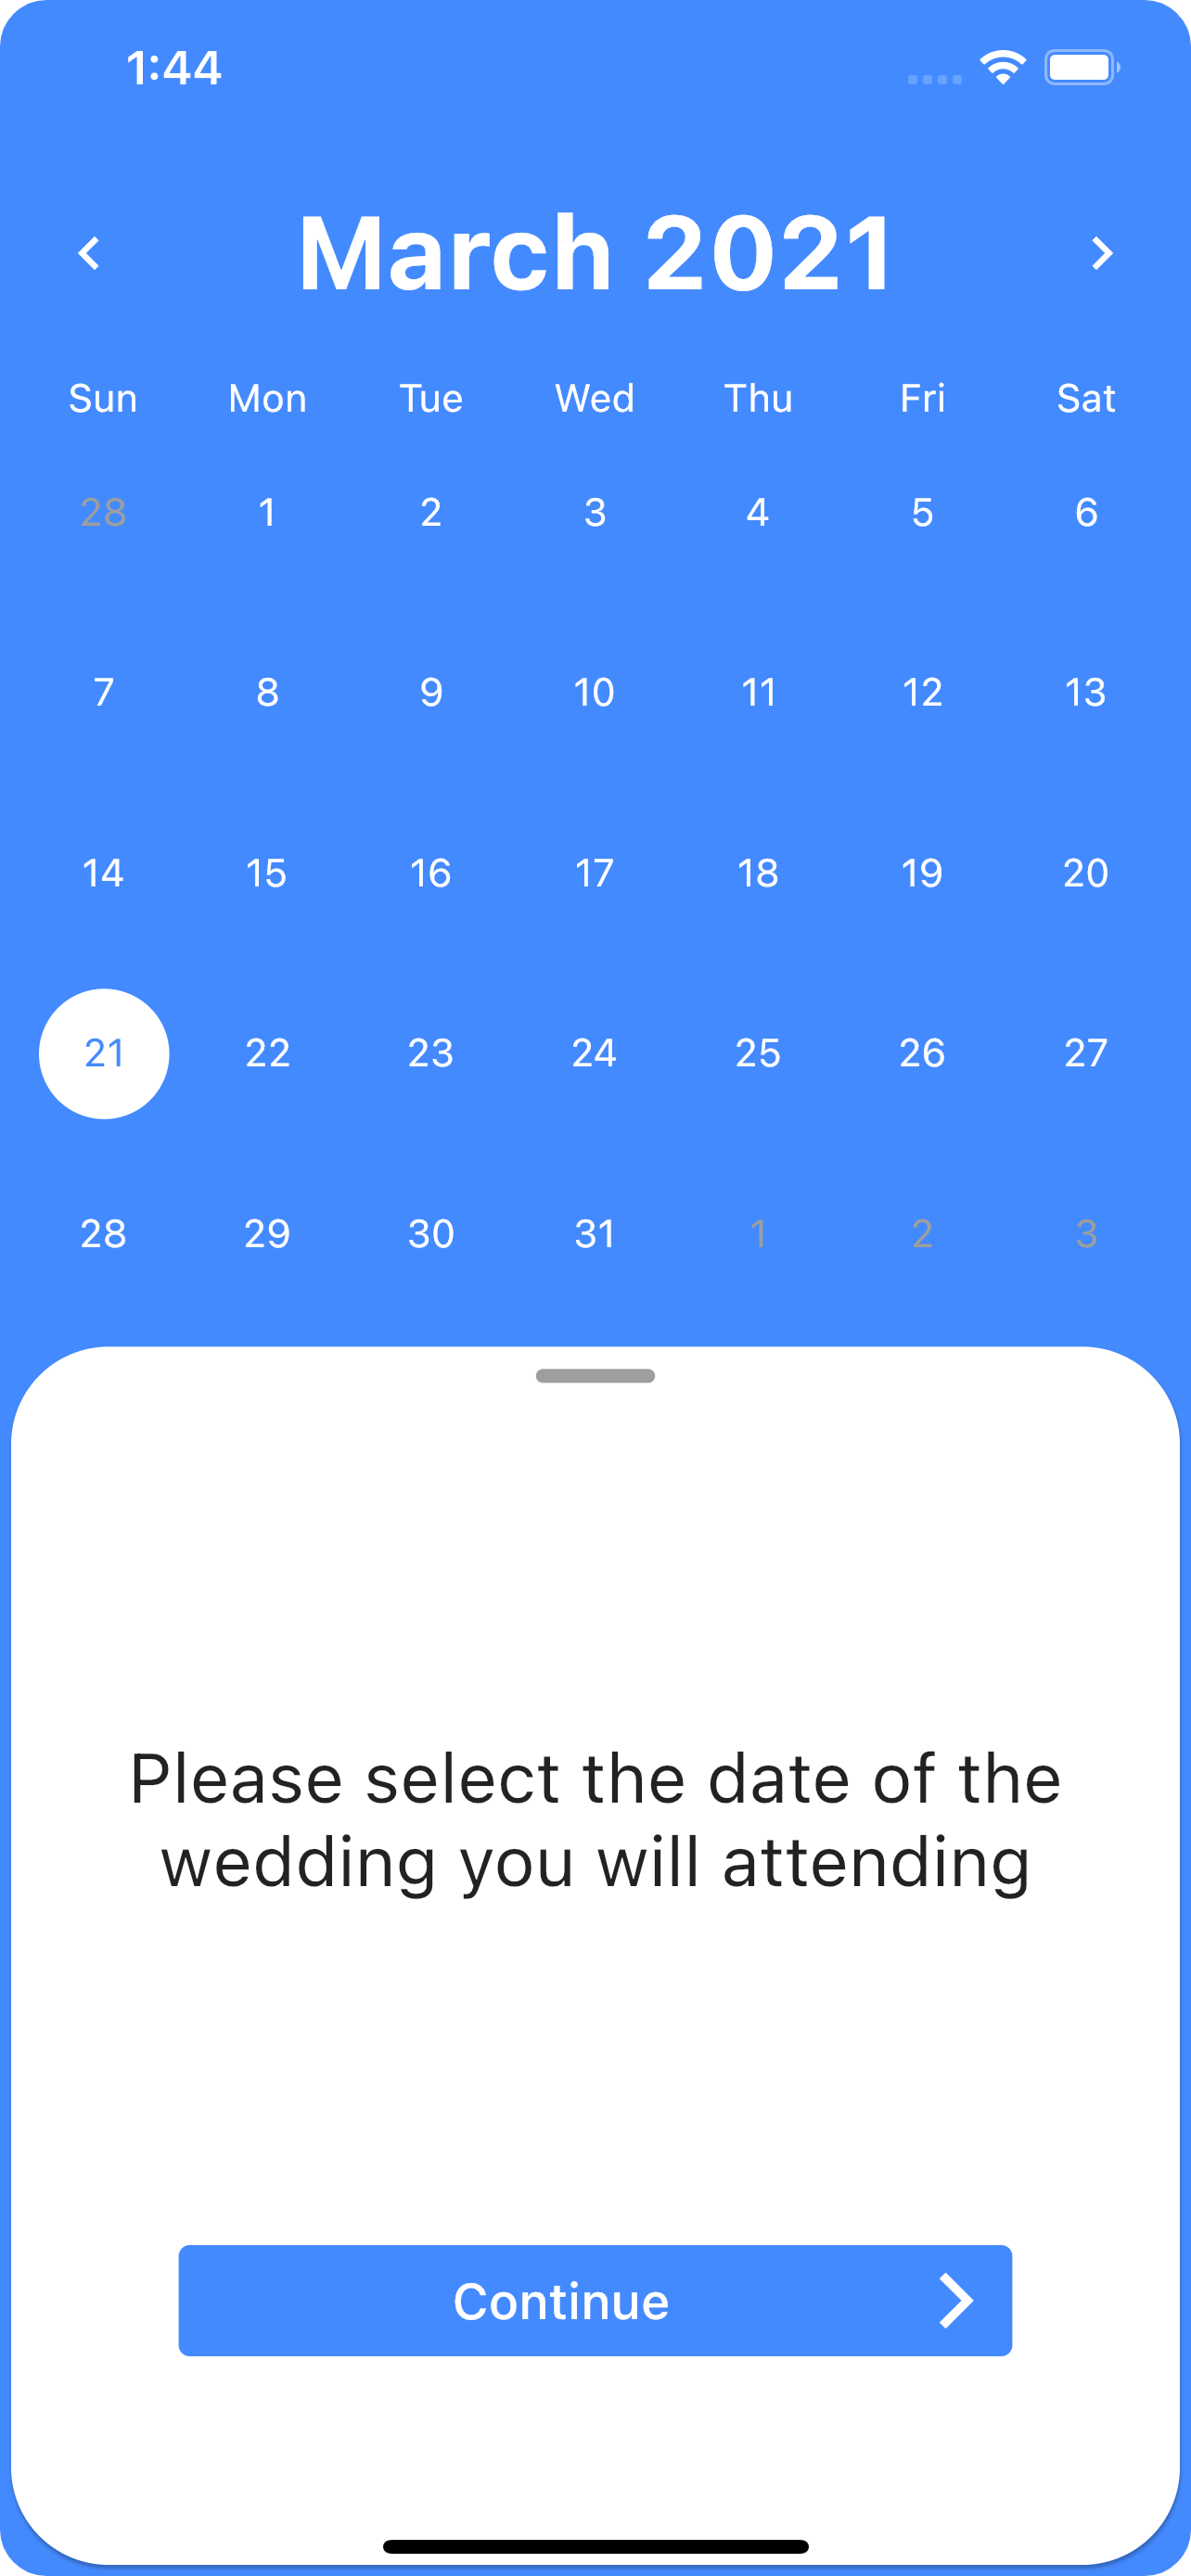 1:44
March 2021
Sun Mon Tue Wed Thu Fri Sat
28 1 2 3 4 5 6
7 8 9 10 11 12 13
14 15 16 17 18 19 20
21 22 23 24 25 26 27
28 29 30 31 1 2 3
Please select the date of the
wedding you will attending
Continue